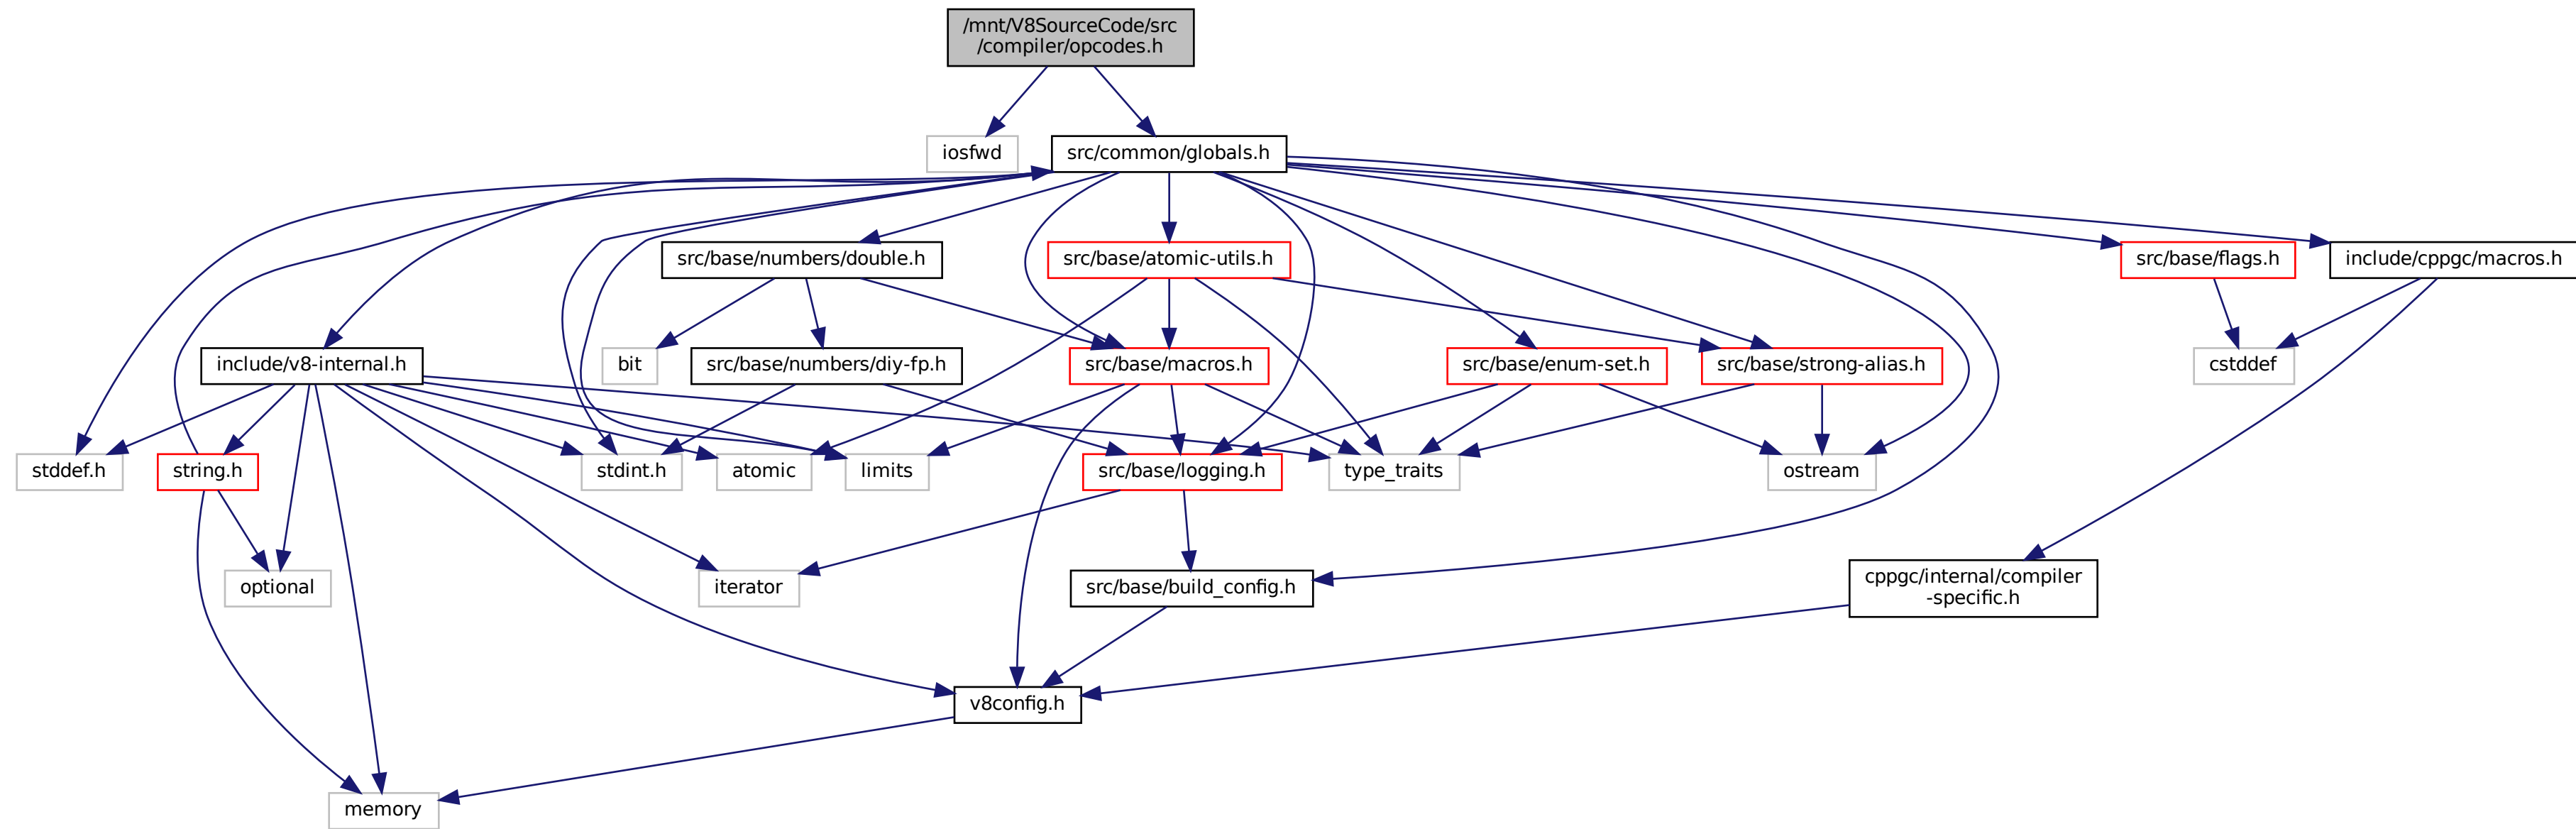 /mnt/V8SourceCode/src
/compiler/opcodes.h
iosfwd
src/common/globals.h
src/base/numbers/double.h
src/base/atomic-utils.h
src/base/flags.h
include/cppgc/macros.h
include/v8-internal.h
bit
src/base/numbers/diy-fp.h
src/base/macros.h
src/base/enum-set.h
src/base/strong-alias.h
cstddef
stddef.h
string.h
stdint.h
atomic
limits
src/base/logging.h
type_traits
ostream
optional
iterator
src/base/build_config.h
cppgc/internal/compiler
-specific.h
v8config.h
memory